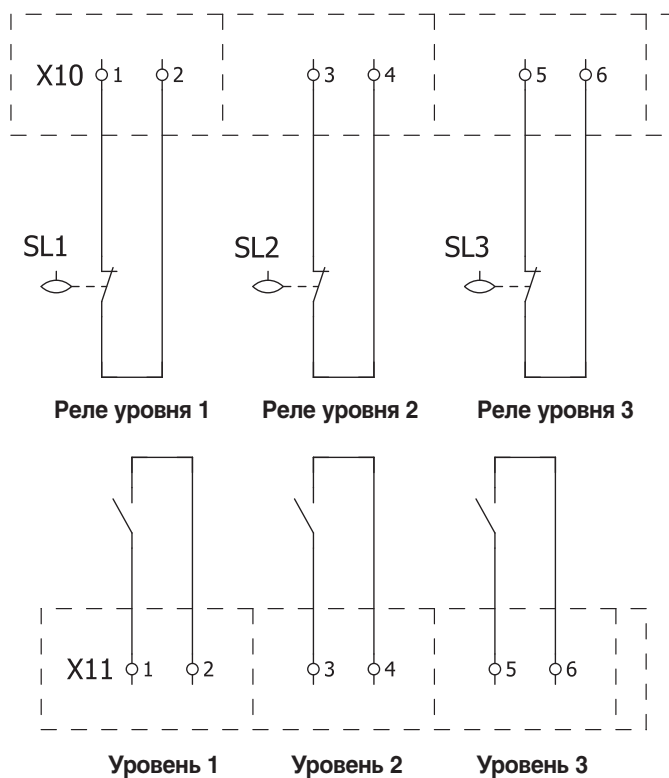 X10 1 2 3 4 5 6
SL1 SL2 SL3
Реле уровня 1 Реле уровня 2 Реле уровня 3
X11 1 2 3 4 5 6
Уровень 1 Уровень 2 Уровень 3